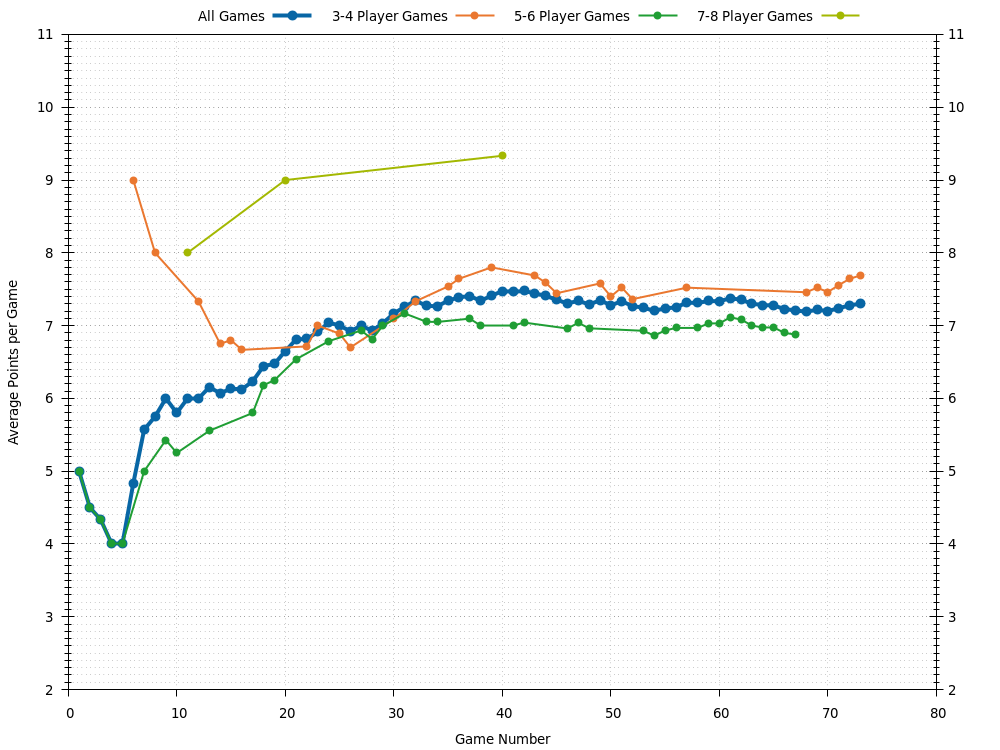 All Games 3-4 Player Games 5-6 Player Games 7-8 Player Games
11 11
10 10
9 9
8 8
7 7
6 6
5 5
4 4
3 3
2 2
Average Points per Game
0 10 20 30 40 50 60 70 80
Game Number